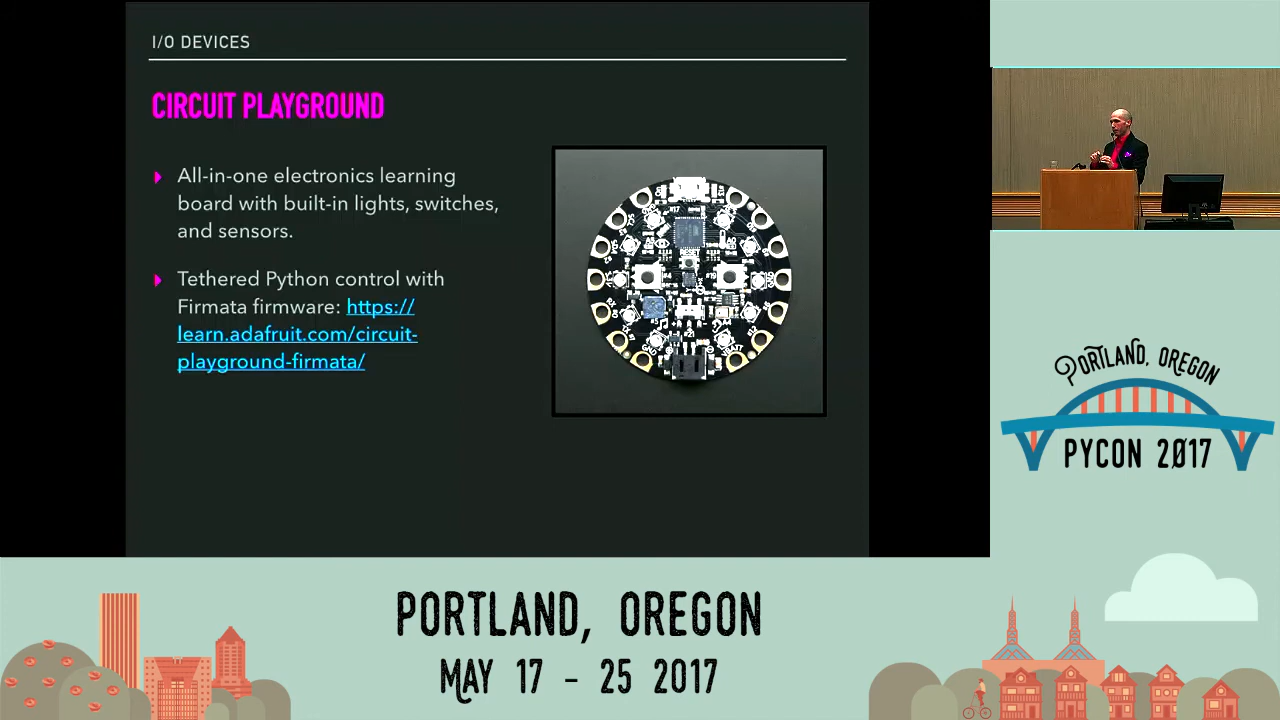 I/O DEVICES
CIRCUIT PLAYGROUND
All-in-one electronics learning
board with built-in lights, switches,
and sensors.
Tethered Python control with
Firmata firmware: https://
learn.adafruit.com/circuit-
playground-firmata/
PORTLAND, OREGON
PYCON 2017
PORTLAND, OREGON
MAY 17 - 25 2017